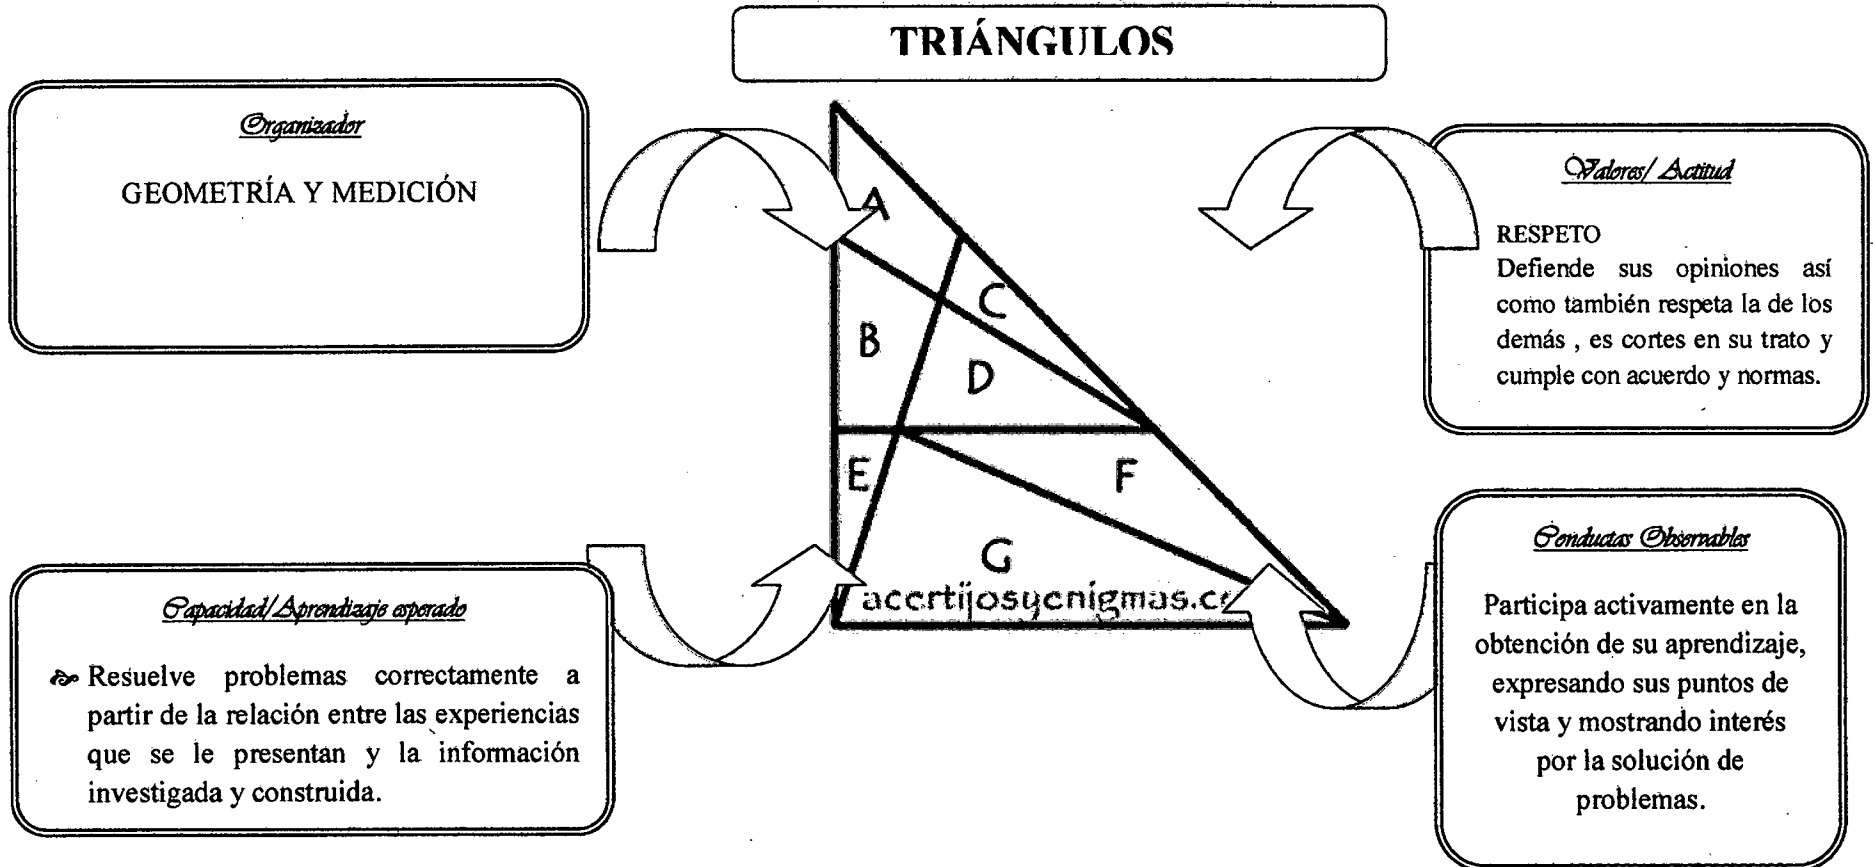 TRIÁNGULOS
Organizador
GEOMETRÍA Y MEDICIÓN
Valores/ Actitud
RESPETO
Defiende sus opiniones así
como también respeta la de los
demás , es cortes en su trato y
cumple con acuerdo y normas.
A
C
B
D
E
F
G
acertijosyenigmas.co
Capacidad/Aprendizaje esperado
Resuelve problemas correctamente a
partir de la relación entre las experiencias
que se le presentan y la información
investigada y construida.
Conductas Observables
Participa activamente en la
obtención de su aprendizaje,
expresando sus puntos de
vista y mostrando interés
por la solución de
problemas.